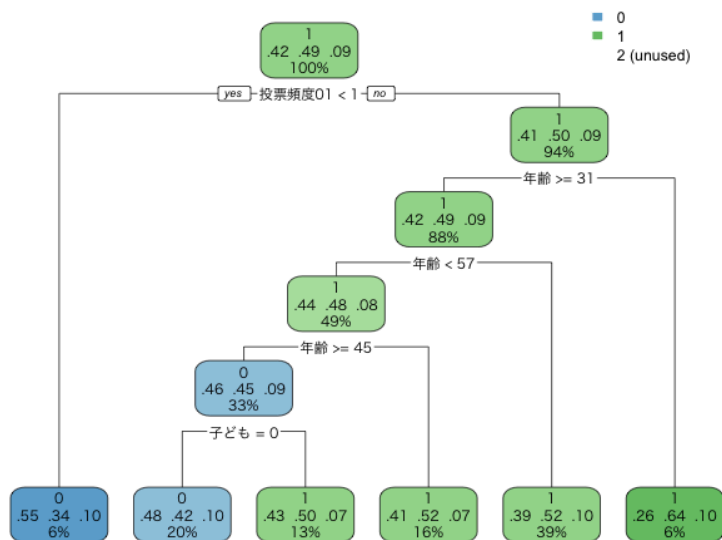 0
1
2 (unused)
1
.42 .49 .09
100%
yes 投票頻度01 < 1 no
1
.41 .50 .09
94%
年齢 >= 31
1
.42 .49 .09
88%
年齢 < 57
1
.44 .48 .08
49%
年齢 >= 45
0
.46 .45 .09
33%
子ども = 0
0
.55 .34 .10
6%
0
.48 .42 .10
20%
1
.43 .50 .07
13%
1
.41 .52 .07
16%
1
.39 .52 .10
39%
1
.26 .64 .10
6%